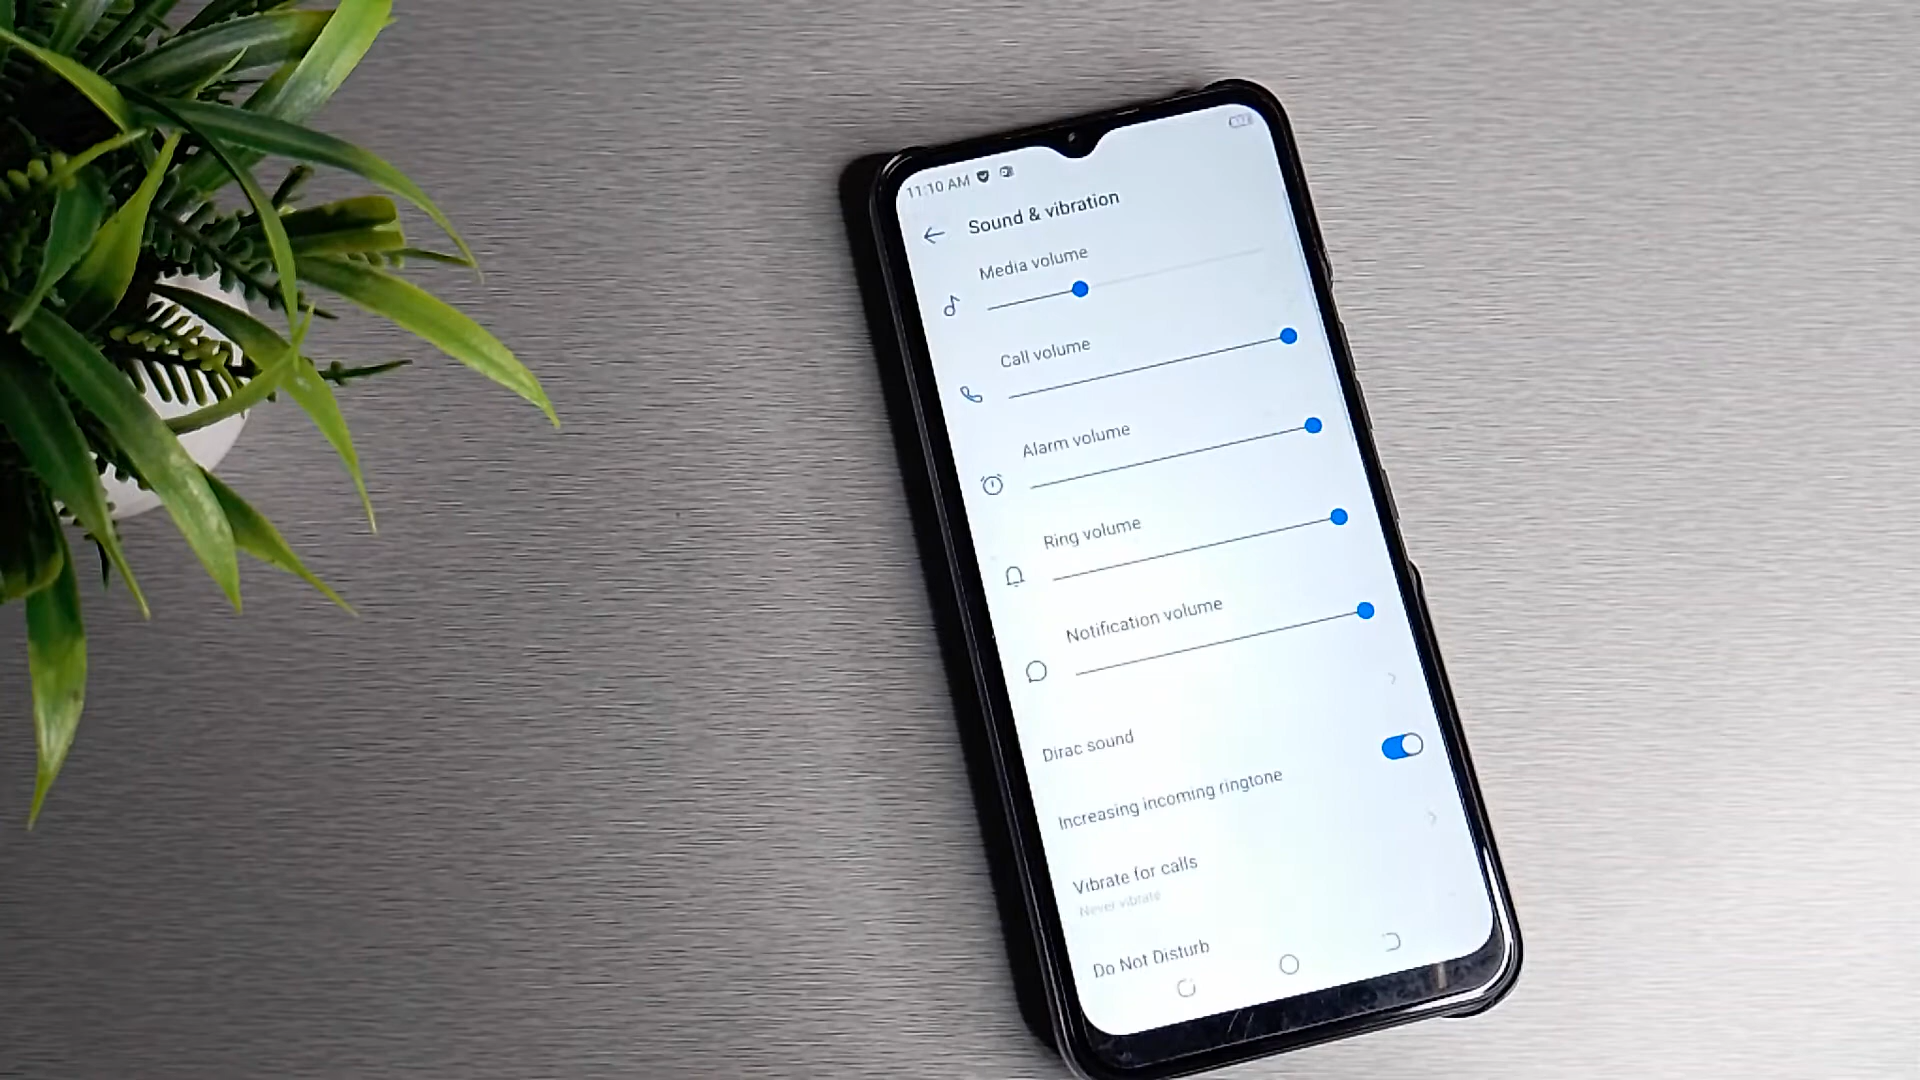 11:10 AM
Sound & vibration
Media volume
Call volume
Alarm volume
Ring volume
Notification volume
Dirac sound
Increasing incoming ringtone
Vibrate for calls
Never vibrate
Do Not Disturb